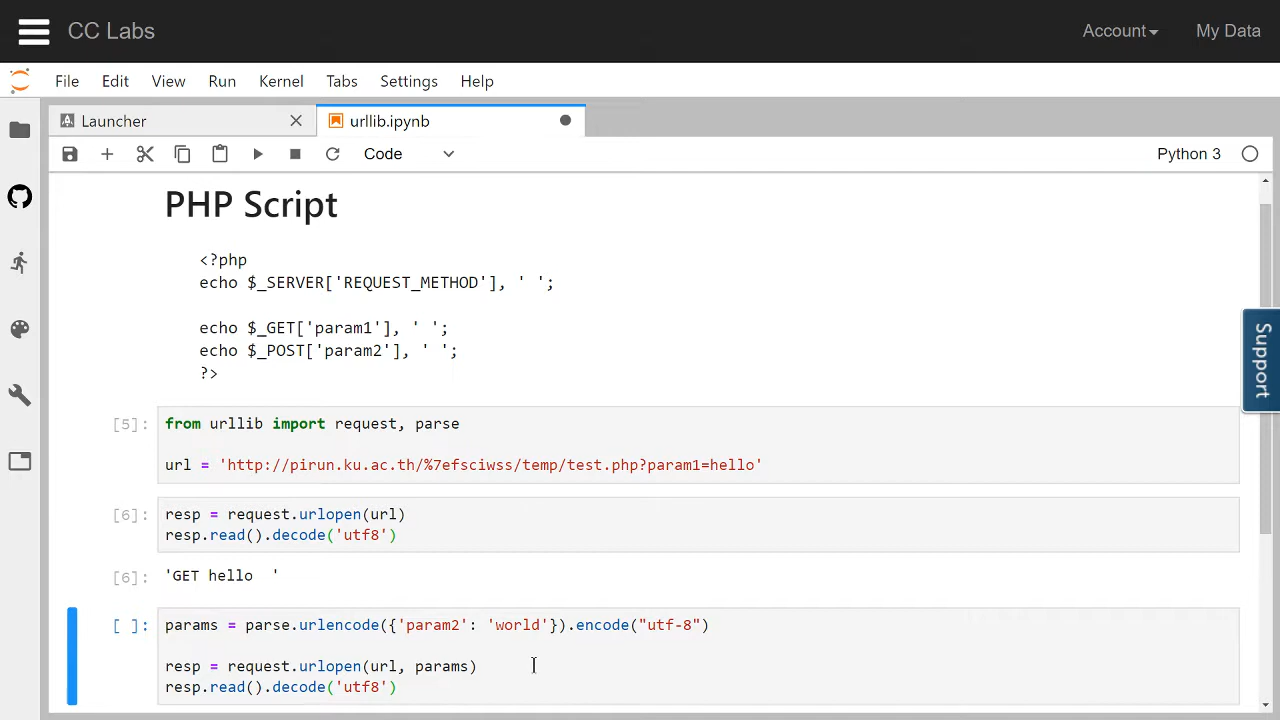 CC Labs
Account
My Data
File Edit View Run Kernel Tabs Settings Help
Launcher
urllib.ipynb
Code
Python 3
PHP Script
<?php
echo $_SERVER['REQUEST_METHOD'], ' ';
echo $_GET['param1'], ' ';
echo $_POST['param2'], ' ';
?>
[5]: from urllib import request, parse
url = 'http://pirun.ku.ac.th/%7efsciwss/temp/test.php?param1=hello'
[6]: resp = request.urlopen(url)
resp.read().decode('utf8')
[6]: 'GET hello  '
[ ]: params = parse.urlencode({'param2': 'world'}).encode("utf-8")
resp = request.urlopen(url, params)
resp.read().decode('utf8')
Support